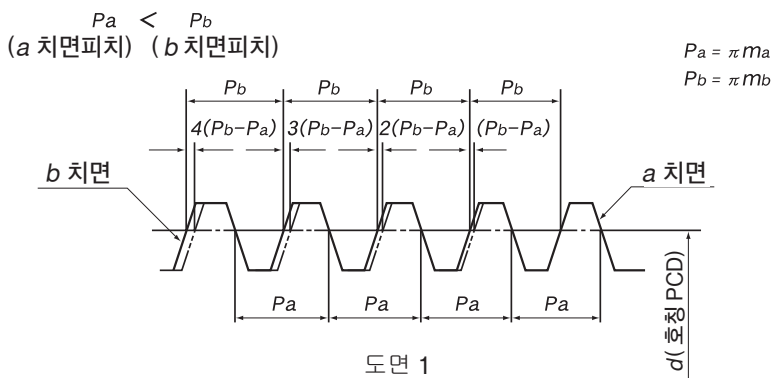 Pa < Pb
(a 치면피치) (b 치면피치)
Pa = πma
Pb = πmb
Pb Pb Pb Pb
4(Pb-Pa) 3(Pb-Pa) 2(Pb-Pa) (Pb-Pa)
b 치면
a 치면
Pa Pa Pa Pa
d(호칭 PCD)
도면 1